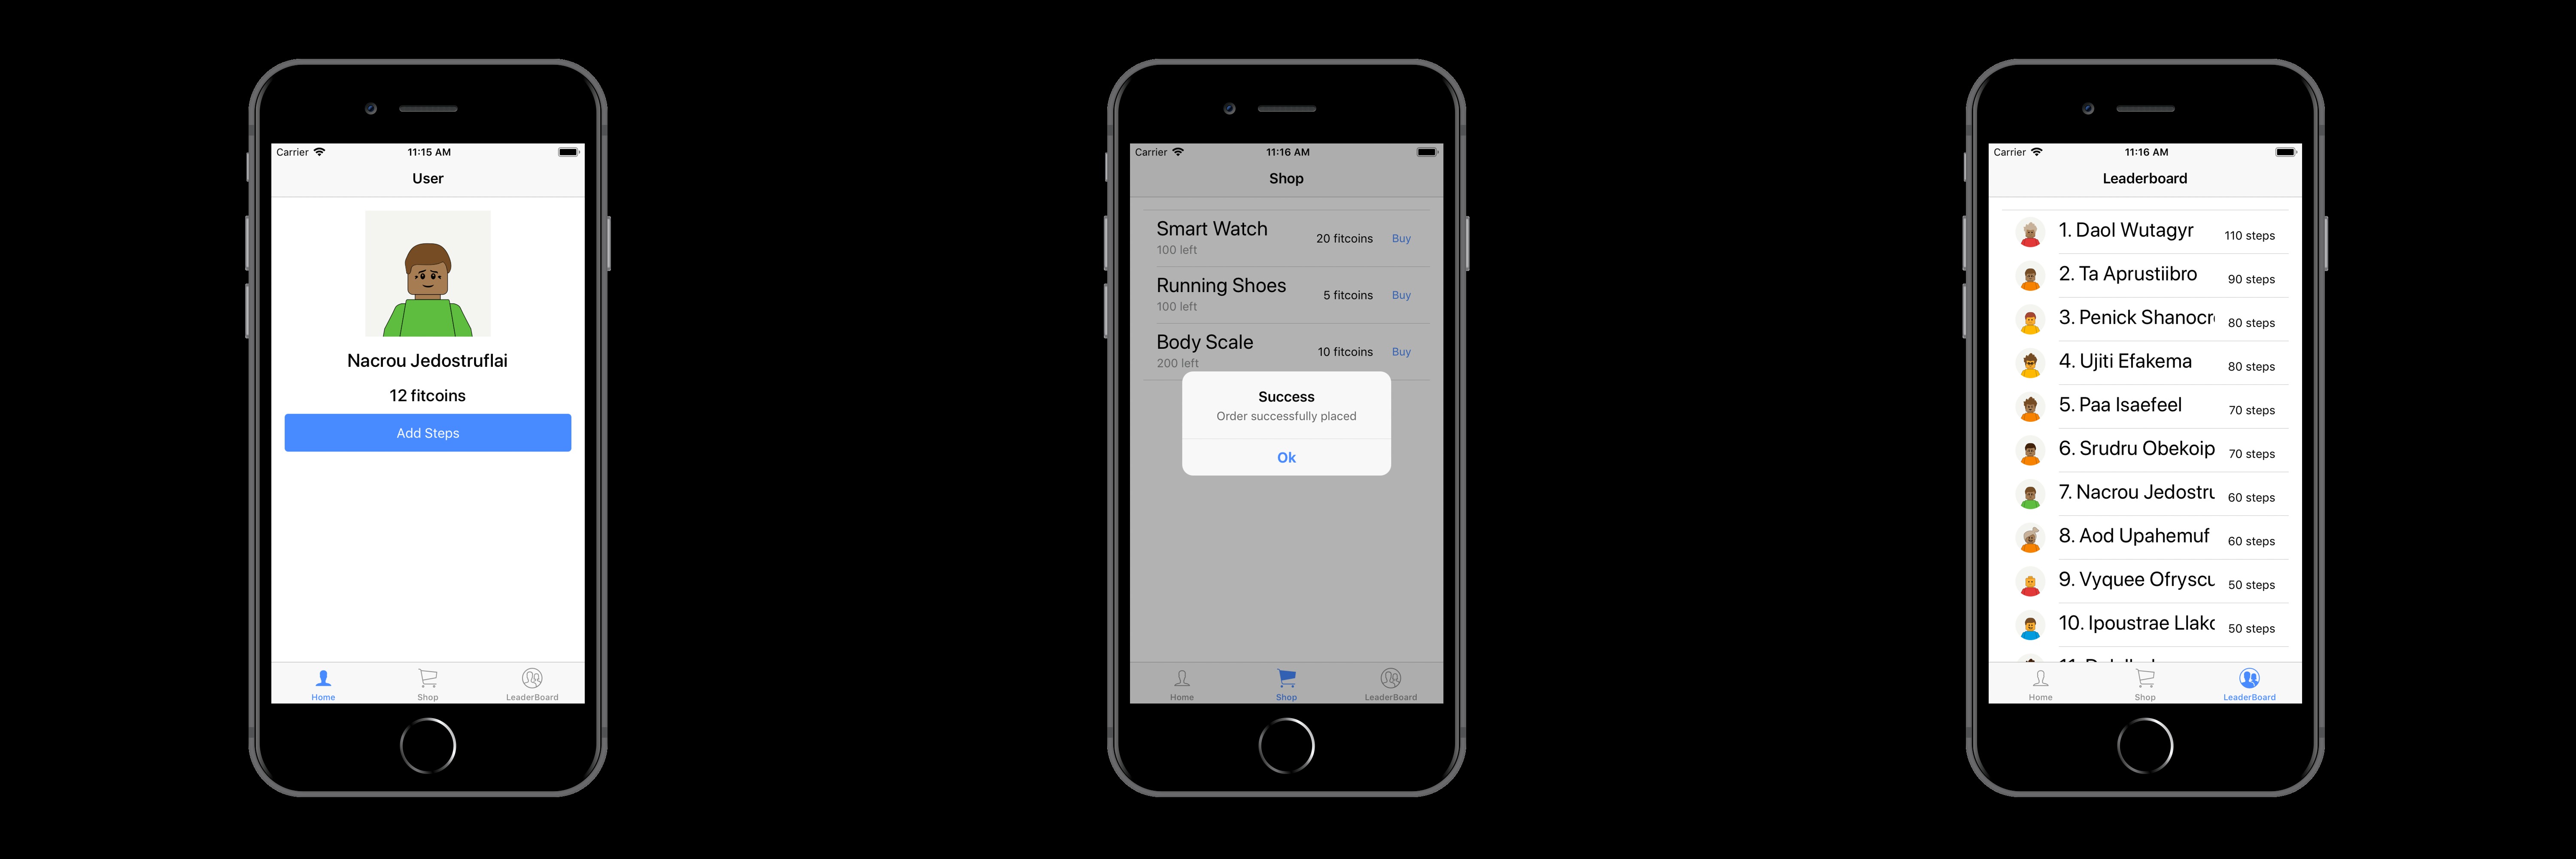 Carrier 11:15 AM
User
Nacrou Jedostruflai
12 fitcoins
Add Steps
Home Shop LeaderBoard
Carrier 11:16 AM
Shop
Smart Watch 20 fitcoins Buy
100 left
Running Shoes 5 fitcoins Buy
100 left
Body Scale 10 fitcoins Buy
200 left
Success
Order successfully placed
Ok
Home Shop LeaderBoard
Carrier 11:16 AM
Leaderboard
1. Daol Wutagyr 110 steps
2. Ta Aprustiibro 90 steps
3. Penick Shanocr 80 steps
4. Ujiti Efakema 80 steps
5. Paa Isaefeel 70 steps
6. Srudru Obekoip 70 steps
7. Nacrou Jedostru 60 steps
8. Aod Upahemuf 60 steps
9. Vyquee Ofryscu 50 steps
10. Ipoustrae Llak 50 steps
Home Shop LeaderBoard